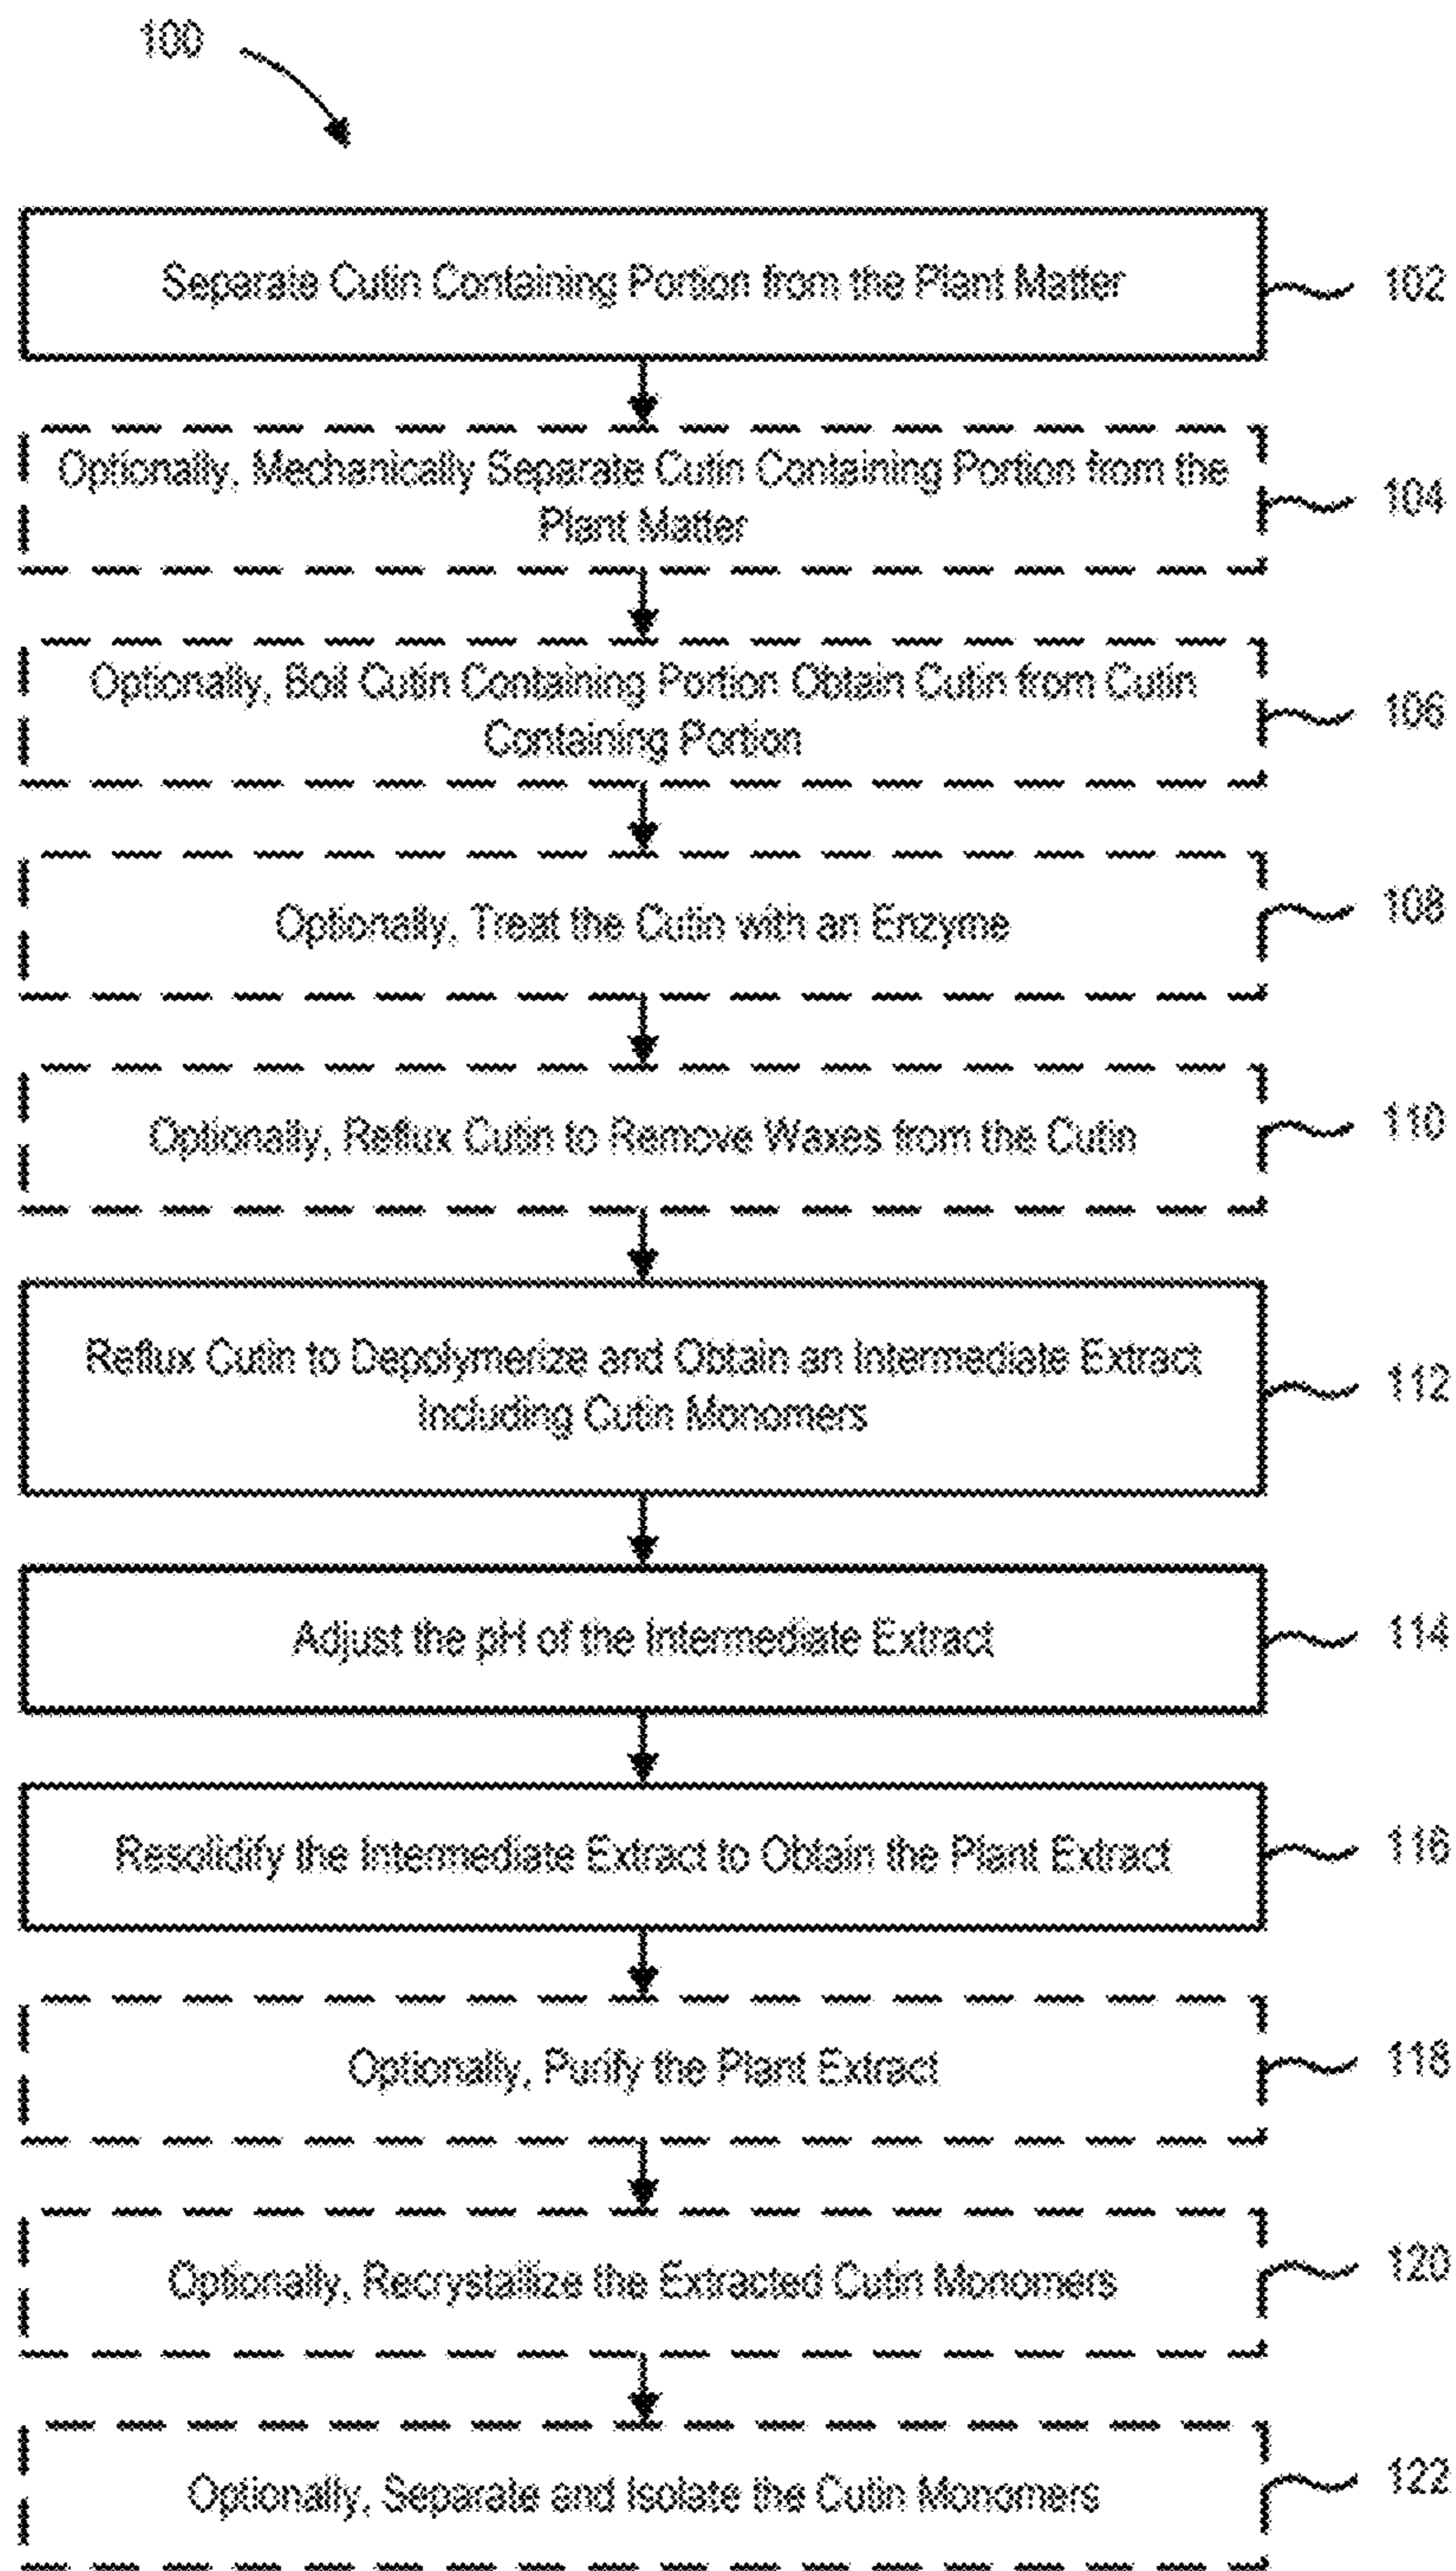 100
Separate Cutin Containing Portion from the Plant Matter
102
Optionally, Mechanically Separate Cutin Containing Portion from the
Plant Matter
104
Optionally, Boil Cutin Containing Portion Obtain Cutin from Cutin
Containing Portion
106
Optionally, Treat the Cutin with an Enzyme
108
Optionally, Reflux Cutin to Remove Waxes from the Cutin
110
Reflux Cutin to Depolymerize and Obtain an Intermediate Extract
Including Cutin Monomers
112
Adjust the pH of the Intermediate Extract
114
Resolidify the Intermediate Extract to Obtain the Plant Extract
116
Optionally, Purify the Plant Extract
118
Optionally, Recrystallize the Extracted Cutin Monomers
120
Optionally, Separate and Isolate the Cutin Monomers
122